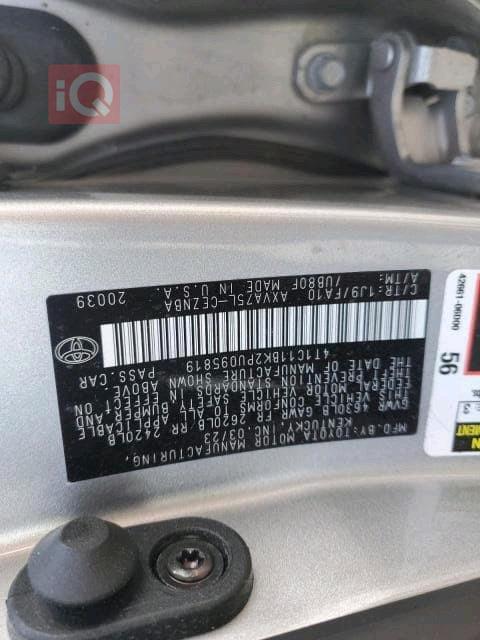 iQ
MFD. BY: TOYOTA MOTOR MANUFACTURING,
KENTUCKY, INC. 03/23
GVWR 4630LB GAWR FR 2620LB RR 2420LB
THIS VEHICLE CONFORMS TO ALL APPLICABLE
FEDERAL MOTOR VEHICLE SAFETY BUMPER AND
THEFT PREVENTION STANDARDS IN EFFECT ON
THE DATE OF MANUFACTURE SHOWN ABOVE.
4T1C11BK2PU095819 PASS. CAR
C/TR: 1J9/FA10 AXVA75L-CEZNBA 20039
A/TM: /UB80F MADE IN U.S.A.
42661-06D00
56